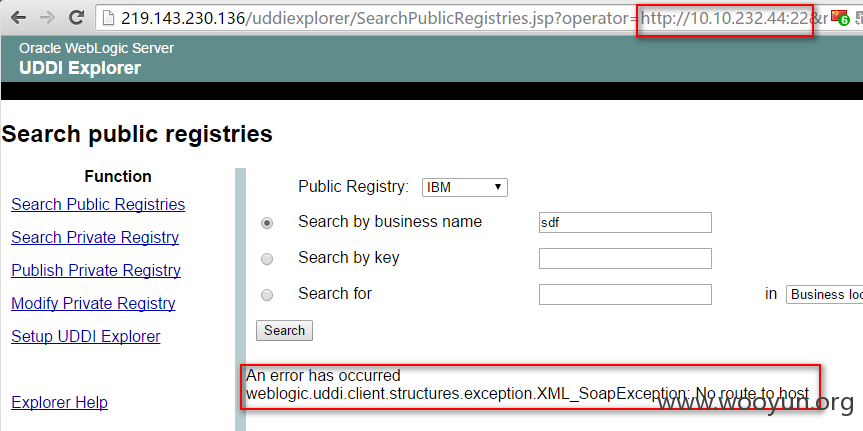 219.143.230.136/uddiexplorer/SearchPublicRegistries.jsp?operator=http://10.10.232.44:22&r
6
Oracle WebLogic Server
UDDI Explorer
Search public registries
Function
Search Public Registries
Search Private Registry
Publish Private Registry
Modify Private Registry
Setup UDDI Explorer
Explorer Help
Public Registry: IBM
Search by business name sdf
Search by key
Search for in Business loc
Search
An error has occurred
weblogic.uddi.client.structures.exception.XML_SoapException: No route to host
www.wooyun.org